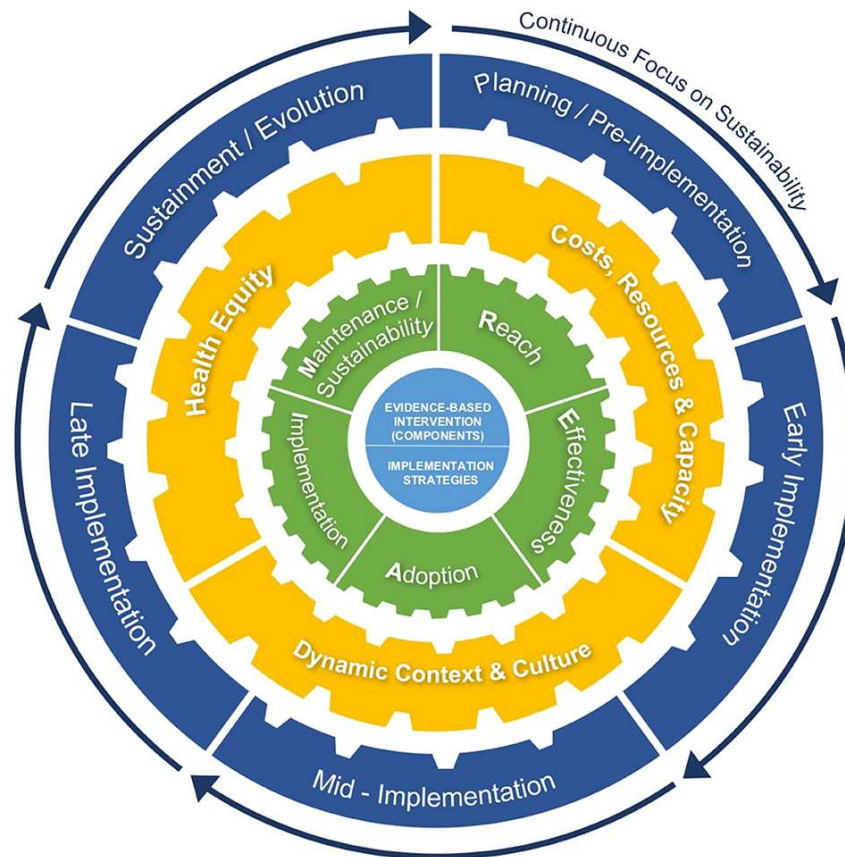 Continuous Focus on Sustainability
Planning / Pre-Implementation
Early Implementation
Mid - Implementation
Late Implementation
Sustainment / Evolution
Costs, Resources & Capacity
Dynamic Context & Culture
Health Equity
Reach
Effectiveness
Adoption
Implementation
Maintenance /
Sustainability
EVIDENCE-BASED
INTERVENTION
(COMPONENTS)
IMPLEMENTATION
STRATEGIES